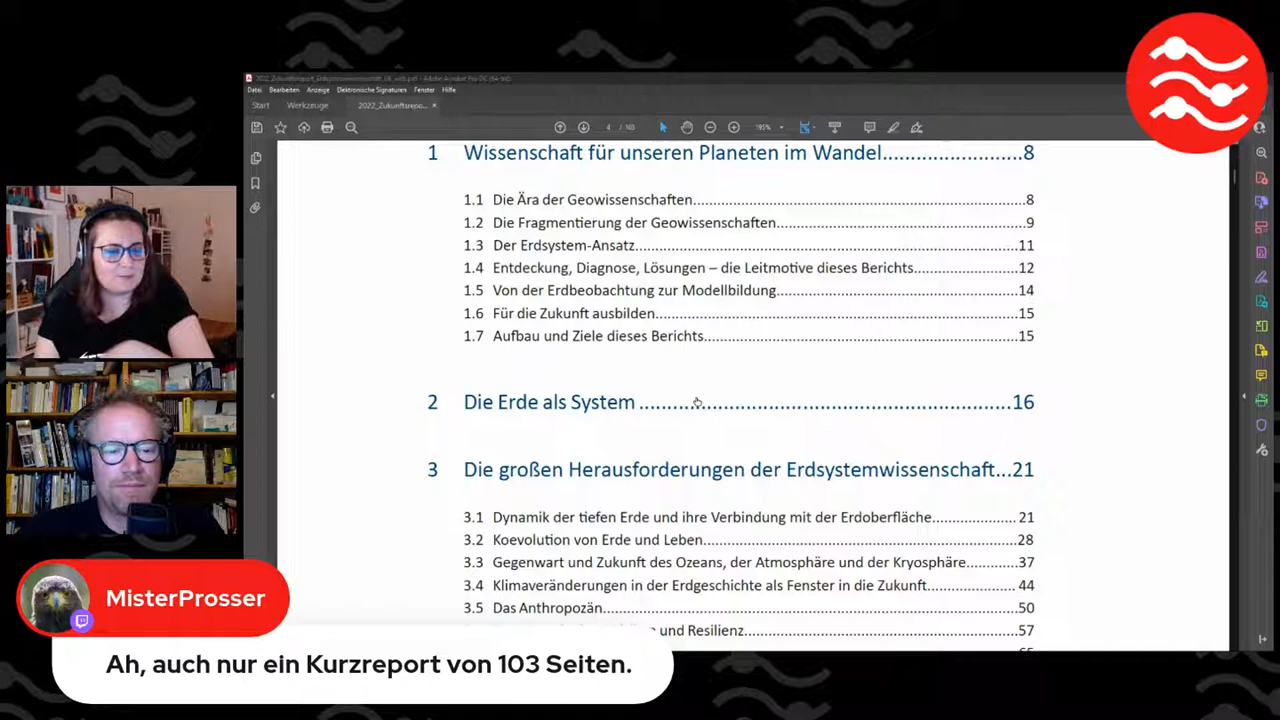 Datei Bearbeiten Anzeige Elektronische Signaturen Fenster Hilfe
Start Werkzeuge 2022_Zukunftsrepo... ×
4 / 103 195%
1 Wissenschaft für unseren Planeten im Wandel........................8
1.1 Die Ära der Geowissenschaften........................8
1.2 Die Fragmentierung der Geowissenschaften........................9
1.3 Der Erdsystem-Ansatz........................11
1.4 Entdeckung, Diagnose, Lösungen – die Leitmotive dieses Berichts........................12
1.5 Von der Erdbeobachtung zur Modellbildung........................14
1.6 Für die Zukunft ausbilden........................15
1.7 Aufbau und Ziele dieses Berichts........................15
2 Die Erde als System ........................16
3 Die großen Herausforderungen der Erdsystemwissenschaft...21
3.1 Dynamik der tiefen Erde und ihre Verbindung mit der Erdoberfläche........................21
3.2 Koevolution von Erde und Leben........................28
3.3 Gegenwart und Zukunft des Ozeans, der Atmosphäre und der Kryosphäre........................37
3.4 Klimaveränderungen in der Erdgeschichte als Fenster in die Zukunft........................44
3.5 Das Anthropozän........................50
und Resilienz........................57
MisterProsser
Ah, auch nur ein Kurzreport von 103 Seiten.